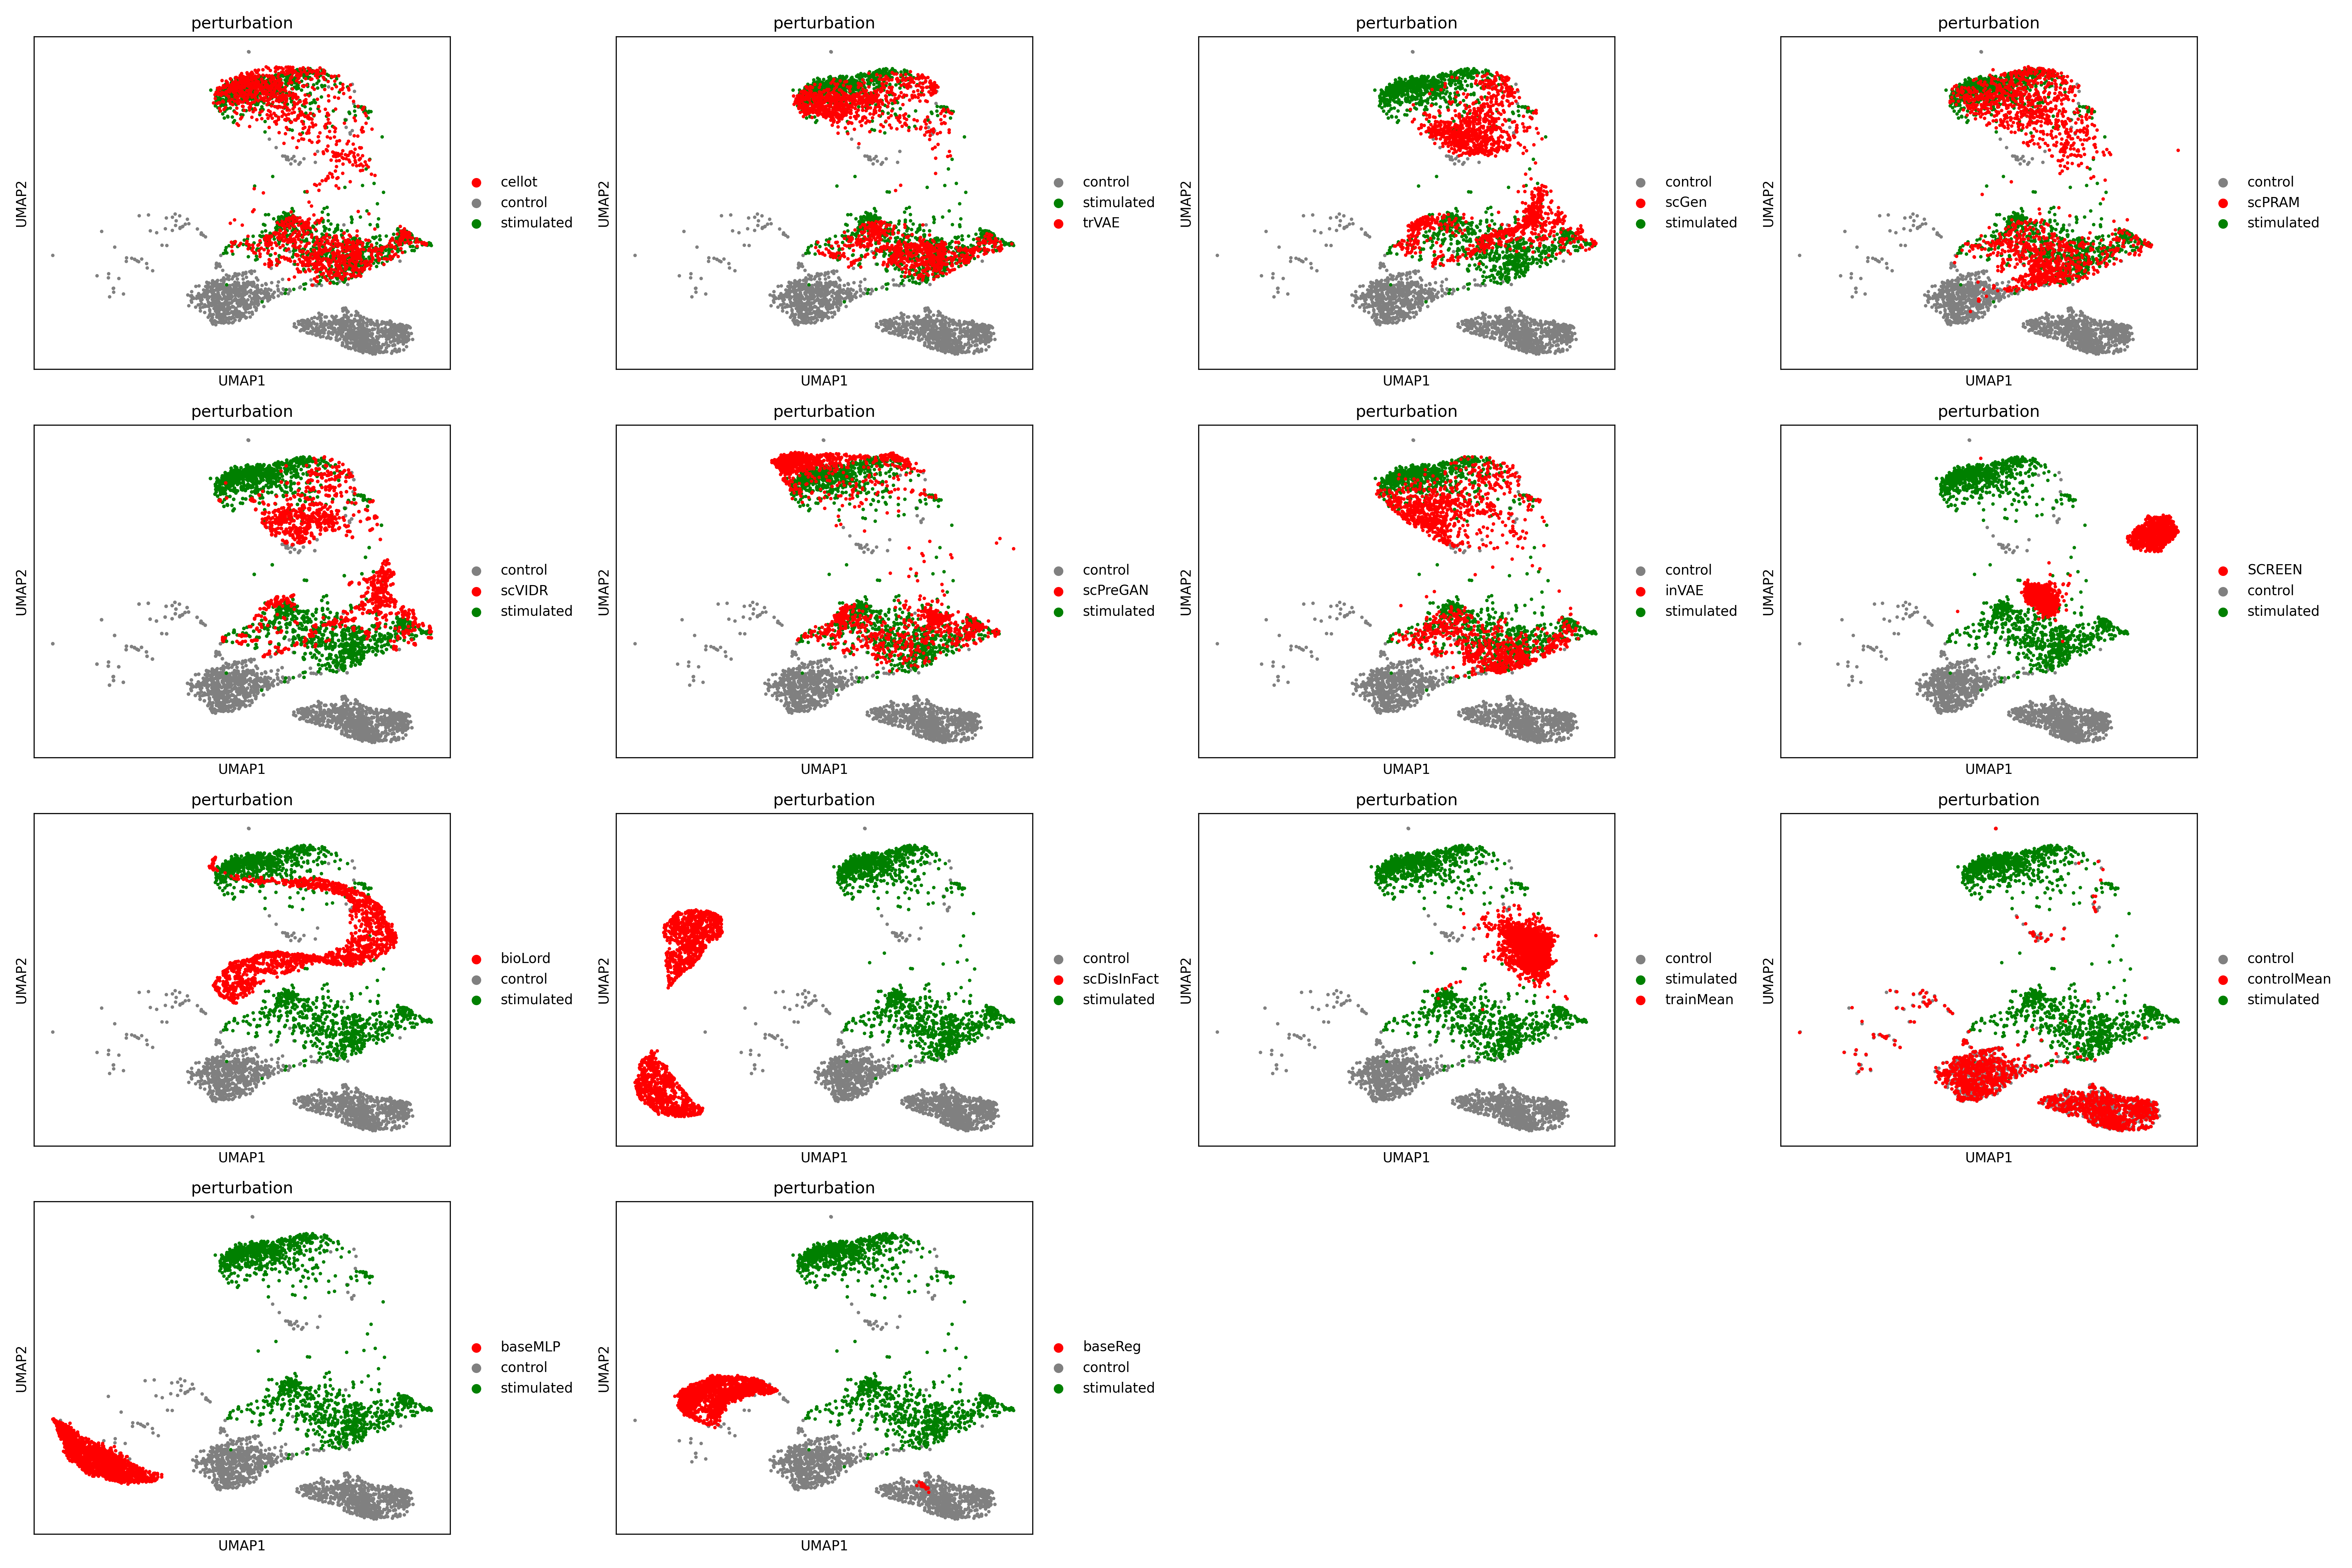 perturbation
UMAP2
UMAP1
cellot
control
stimulated
perturbation
UMAP2
UMAP1
control
stimulated
trVAE
perturbation
UMAP2
UMAP1
control
scGen
stimulated
perturbation
UMAP2
UMAP1
control
scPRAM
stimulated
perturbation
UMAP2
UMAP1
control
scVIDR
stimulated
perturbation
UMAP2
UMAP1
control
scPreGAN
stimulated
perturbation
UMAP2
UMAP1
control
inVAE
stimulated
perturbation
UMAP2
UMAP1
SCREEN
control
stimulated
perturbation
UMAP2
UMAP1
bioLord
control
stimulated
perturbation
UMAP2
UMAP1
control
scDisInFact
stimulated
perturbation
UMAP2
UMAP1
control
stimulated
trainMean
perturbation
UMAP2
UMAP1
control
controlMean
stimulated
perturbation
UMAP2
UMAP1
baseMLP
control
stimulated
perturbation
UMAP2
UMAP1
baseReg
control
stimulated